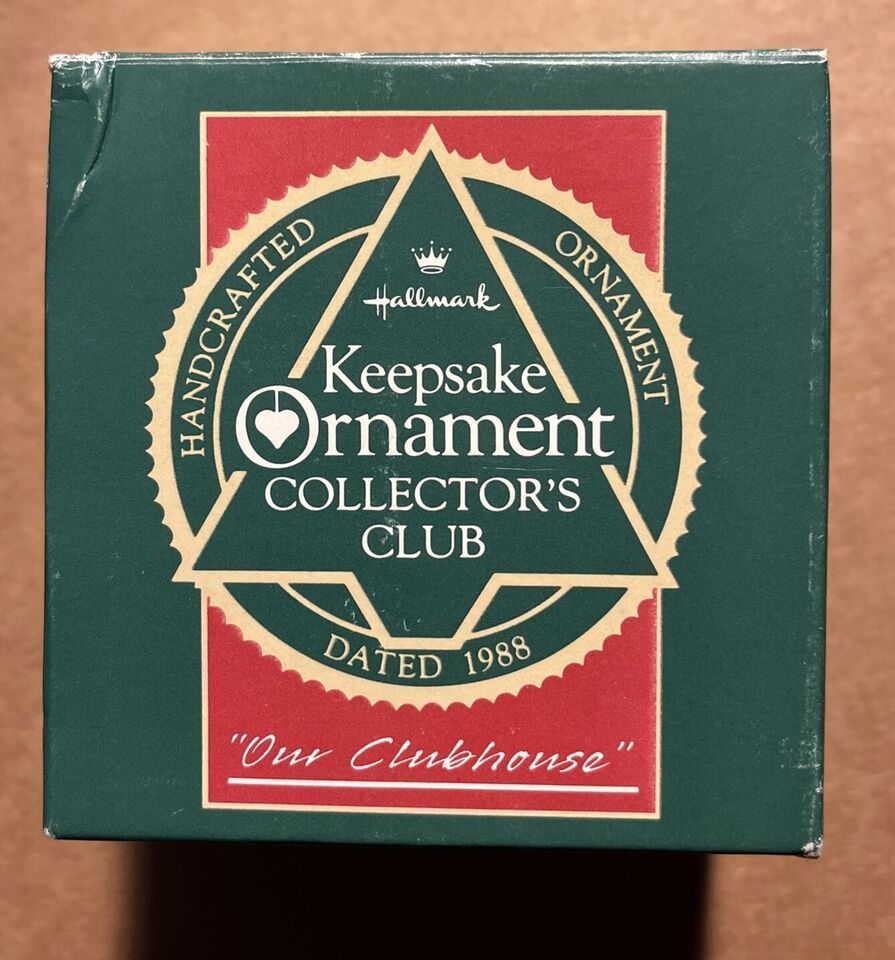 HANDCRAFTED
ORNAMENT
Hallmark
Keepsake
Ornament
COLLECTOR'S
CLUB
DATED 1988
"Our Clubhouse"